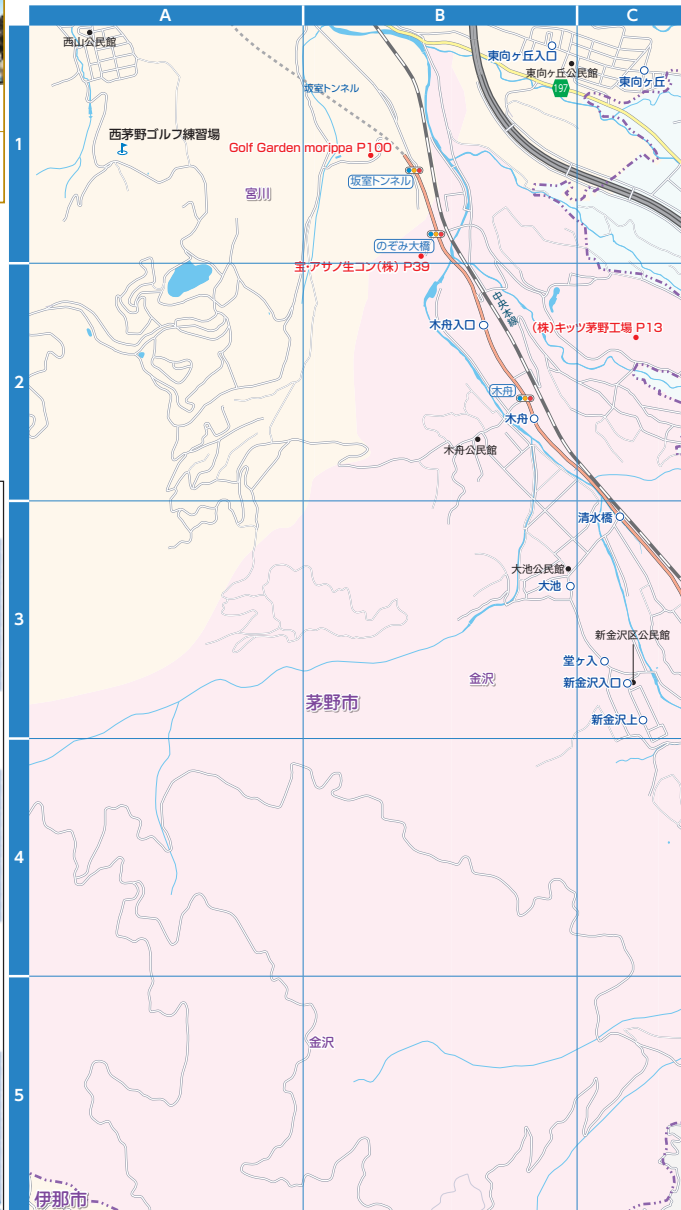 A
B
C
西山公民館
東向ヶ丘入口
東向ヶ丘公民館
東向ヶ丘
197
坂室トンネル
1
西茅野ゴルフ練習場
Golf Garden morippa P100
坂室トンネル
宮川
のぞみ大橋
宝・アサノ生コン(株) P39
中央本線
木舟入口
(株)キッツ茅野工場 P13
2
木舟
木舟
木舟公民館
清水橋
大池公民館
大池
3
新金沢区公民館
堂ヶ入
金沢
新金沢入口
茅野市
新金沢上
4
金沢
5
伊那市